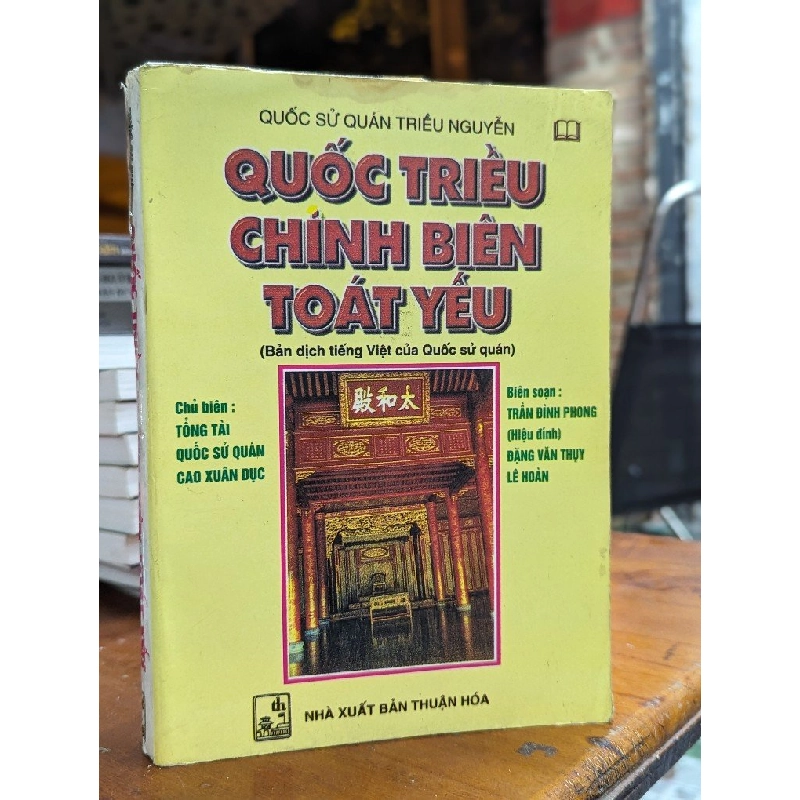 QUỐC SỬ QUÁN TRIỀU NGUYỄN
QUỐC TRIỀU
CHÍNH BIÊN
TOÁT YẾU
(Bản dịch tiếng Việt của Quốc sử quán)
Chủ biên :
TỔNG TÀI
QUỐC SỬ QUÁN
CAO XUÂN DỤC
Biên soạn :
TRẦN ĐÌNH PHONG
(Hiệu đính)
ĐẶNG VĂN THỤY
LÊ HOÀN
殿和太
NHÀ XUẤT BẢN THUẬN HÓA